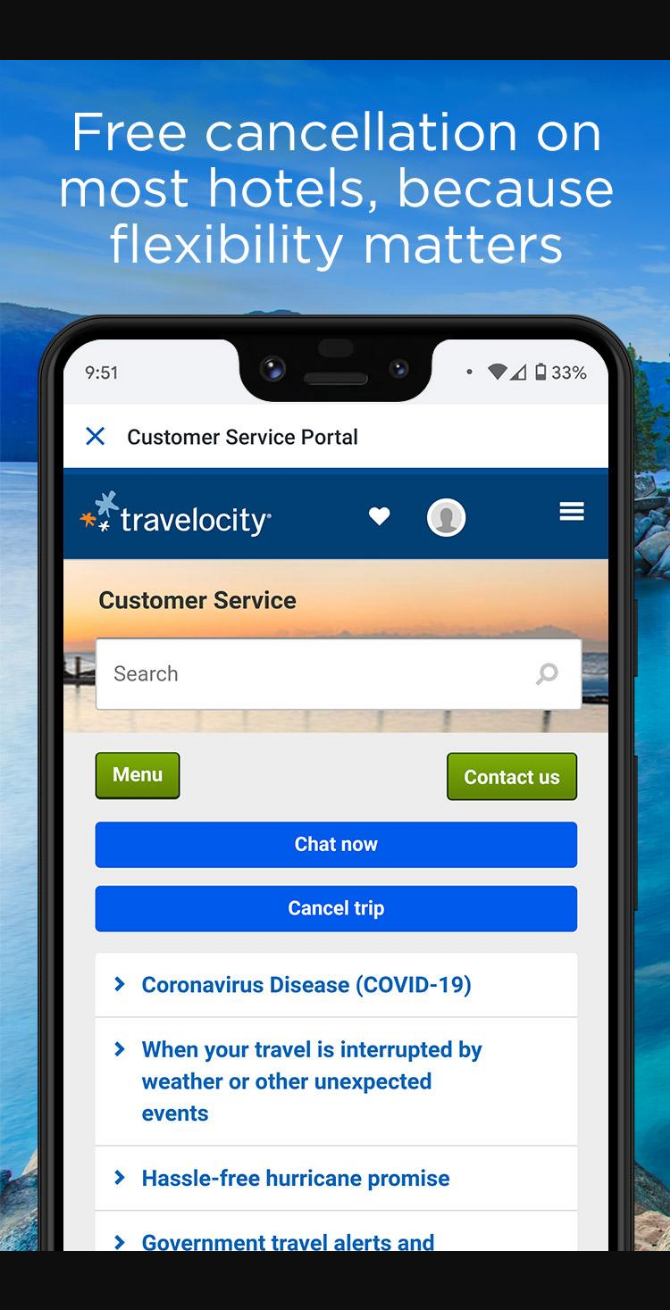 Free cancellation on
most hotels, because
flexibility matters
9:51
33%
Customer Service Portal
travelocity
Customer Service
Search
Menu
Contact us
Chat now
Cancel trip
Coronavirus Disease (COVID-19)
When your travel is interrupted by
weather or other unexpected
events
Hassle-free hurricane promise
Government travel alerts and